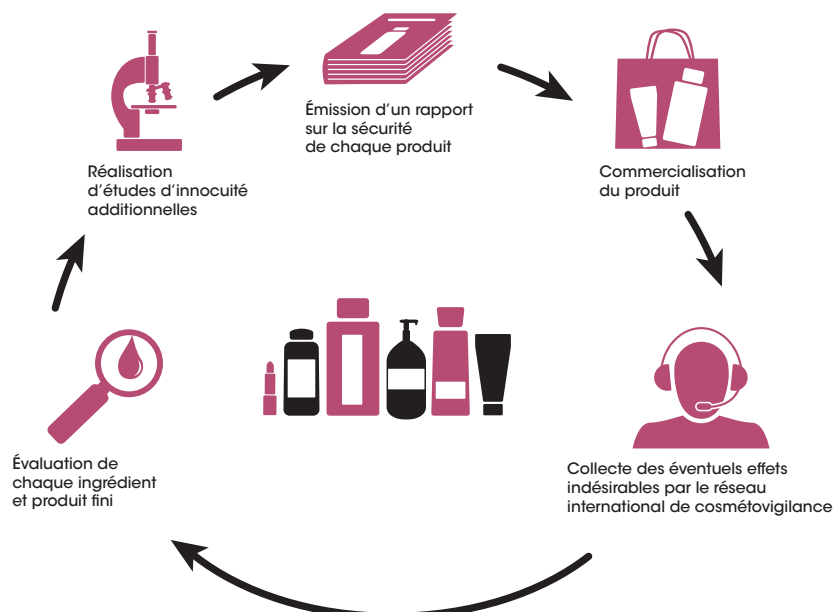 Émission d’un rapport
sur la sécurité
de chaque produit
Réalisation
d’études d’innocuité
additionnelles
Commercialisation
du produit
Évaluation de
chaque ingrédient
et produit fini
Collecte des éventuels effets
indésirables par le réseau
international de cosmétovigilance